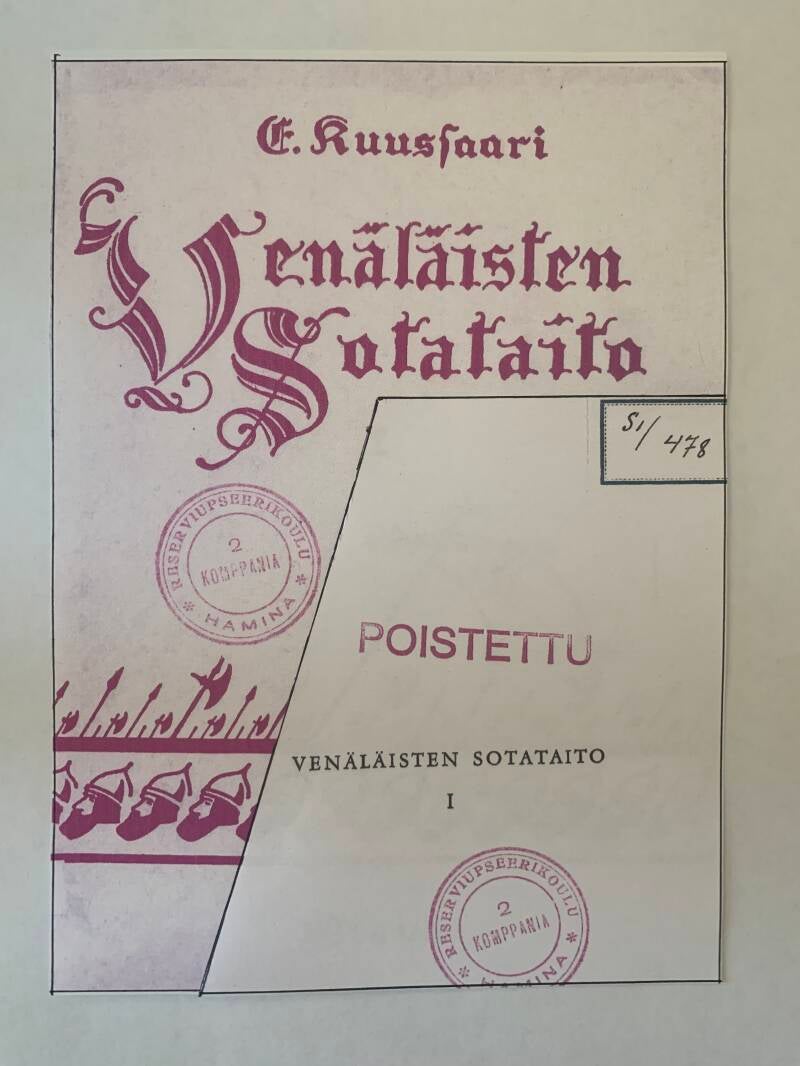 E. Kuussaari
Venäläisten
Sotataito
S1/478
RESERVIUPSEERIKOULU
2
KOMPPANIA
* HAMINA *
POISTETTU
VENÄLÄISTEN SOTATAITO
I
RESERVIUPSEERIKOULU
2
KOMPPANIA
* HAMINA *